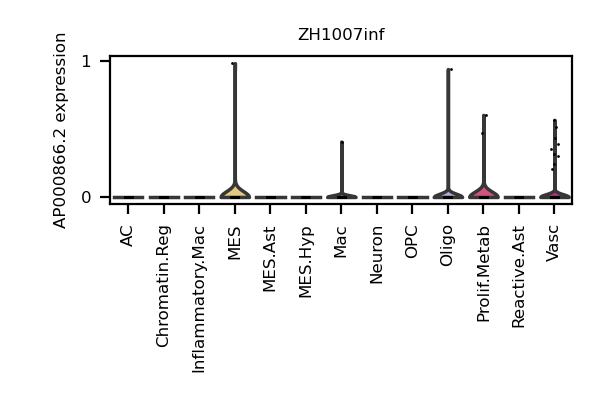 ZH1007inf
AP000866.2 expression
1
0
AC
Chromatin.Reg
Inflammatory.Mac
MES
MES.Ast
MES.Hyp
Mac
Neuron
OPC
Oligo
Prolif.Metab
Reactive.Ast
Vasc